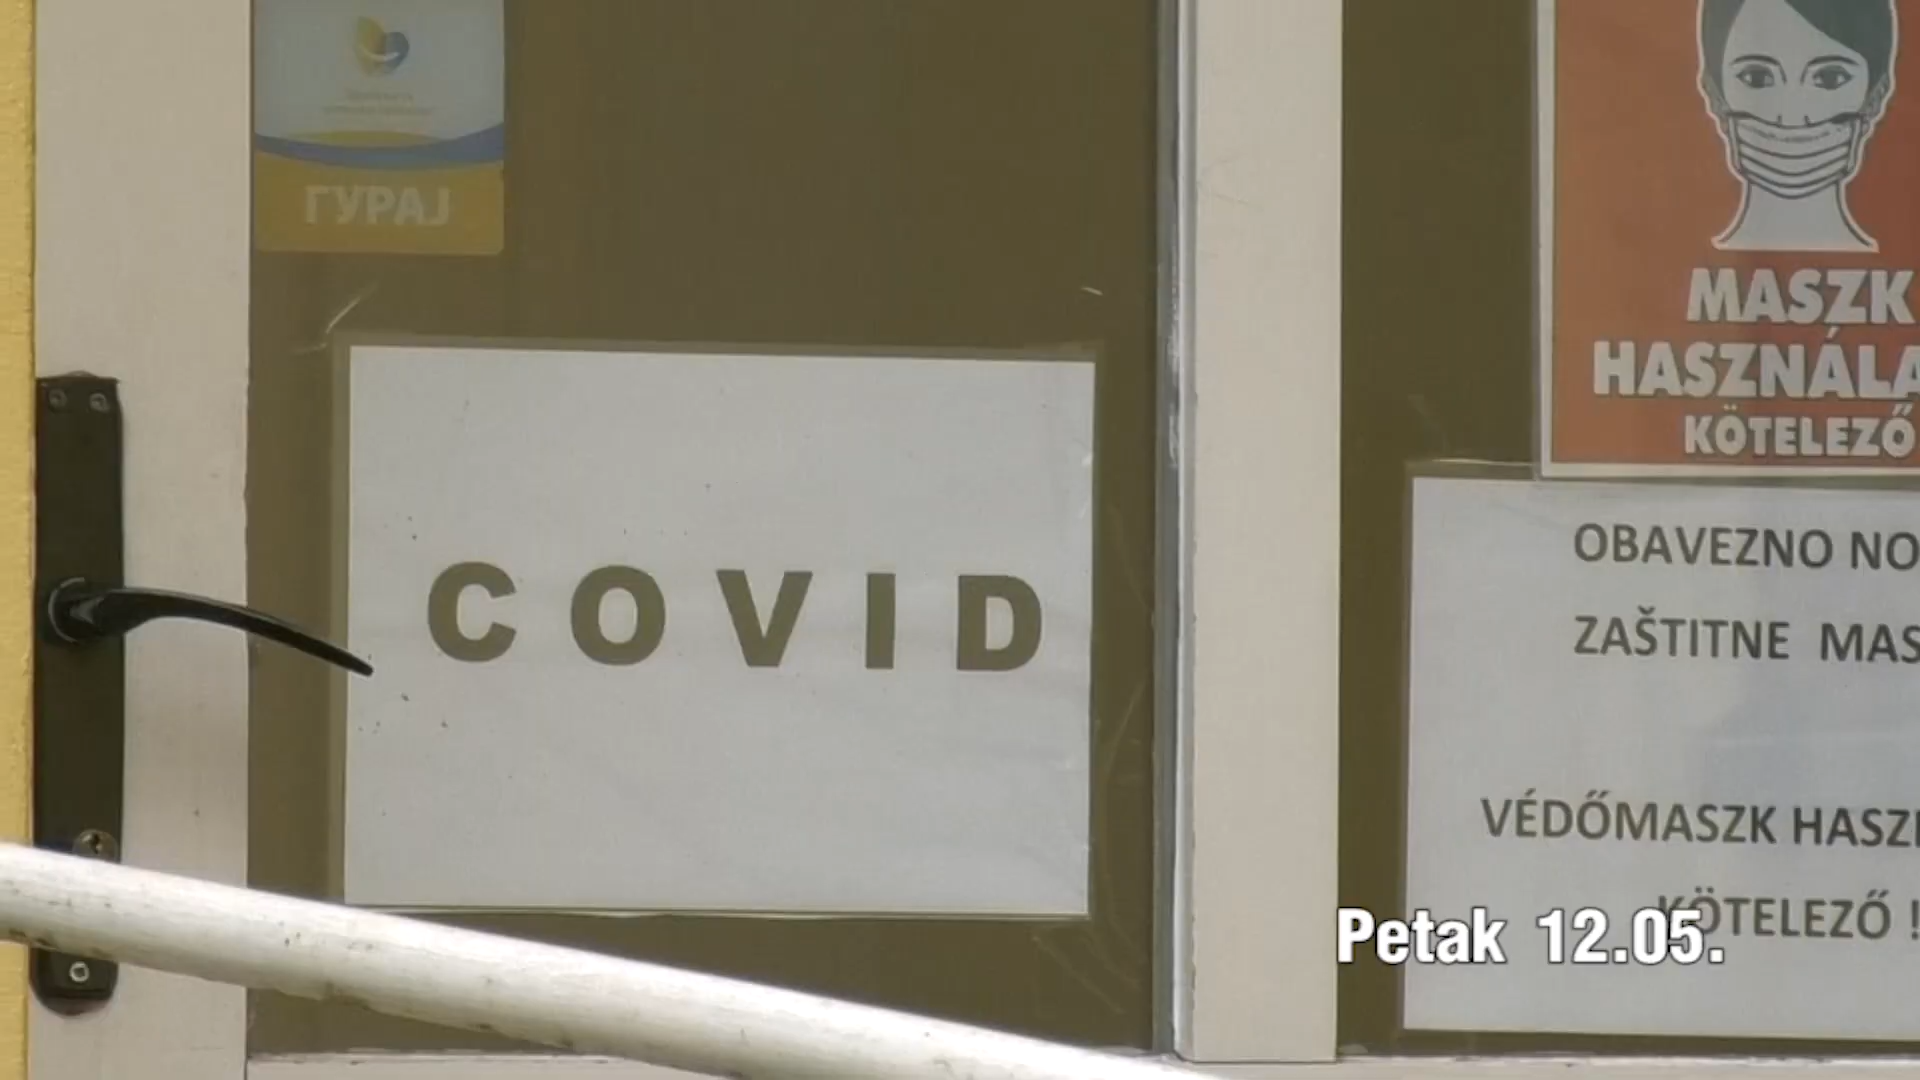 ГУРАЈ
COVID
MASZK
HASZNÁLA
KÖTELEZŐ
OBAVEZNO NO
ZAŠTITNE MAS
VÉDŐMASZK HASZ
KÖTELEZŐ !
Petak 12.05.